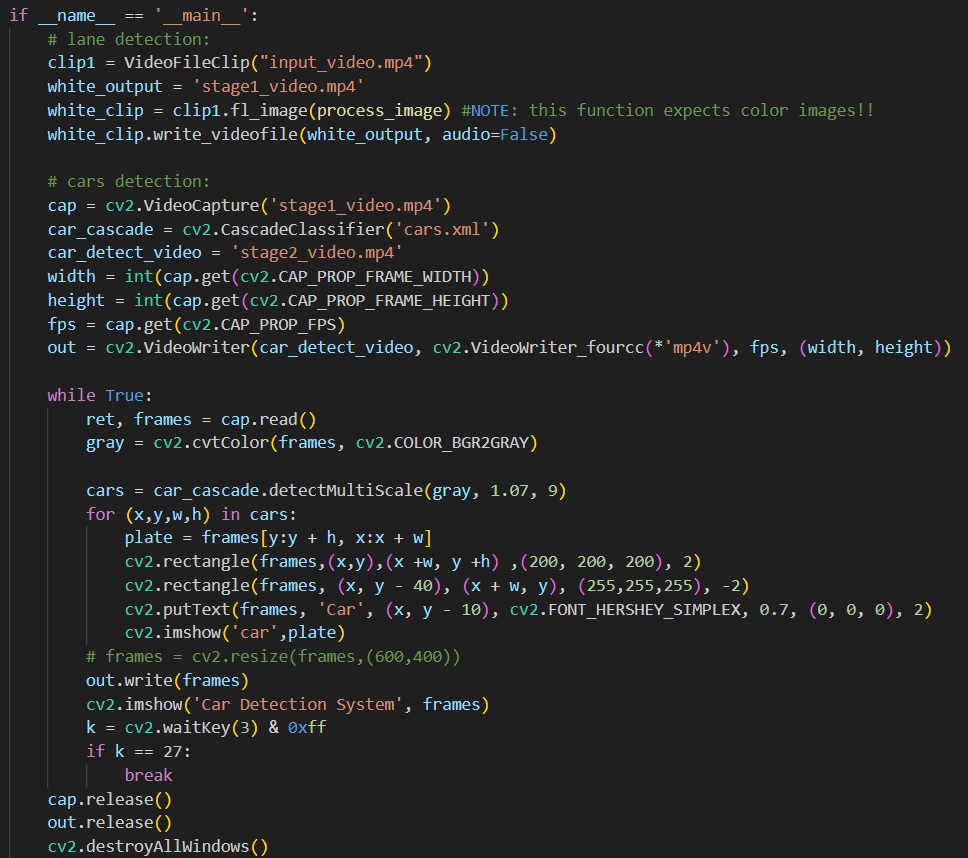 if __name__ == '__main__':
    # lane detection:
    clip1 = VideoFileClip("input_video.mp4")
    white_output = 'stage1_video.mp4'
    white_clip = clip1.fl_image(process_image) #NOTE: this function expects color images!!
    white_clip.write_videofile(white_output, audio=False)

    # cars detection:
    cap = cv2.VideoCapture('stage1_video.mp4')
    car_cascade = cv2.CascadeClassifier('cars.xml')
    car_detect_video = 'stage2_video.mp4'
    width = int(cap.get(cv2.CAP_PROP_FRAME_WIDTH))
    height = int(cap.get(cv2.CAP_PROP_FRAME_HEIGHT))
    fps = cap.get(cv2.CAP_PROP_FPS)
    out = cv2.VideoWriter(car_detect_video, cv2.VideoWriter_fourcc(*'mp4v'), fps, (width, height))

    while True:
        ret, frames = cap.read()
        gray = cv2.cvtColor(frames, cv2.COLOR_BGR2GRAY)

        cars = car_cascade.detectMultiScale(gray, 1.07, 9)
        for (x,y,w,h) in cars:
            plate = frames[y:y + h, x:x + w]
            cv2.rectangle(frames,(x,y),(x +w, y +h) ,(200, 200, 200), 2)
            cv2.rectangle(frames, (x, y - 40), (x + w, y), (255,255,255), -2)
            cv2.putText(frames, 'Car', (x, y - 10), cv2.FONT_HERSHEY_SIMPLEX, 0.7, (0, 0, 0), 2)
            cv2.imshow('car',plate)
        # frames = cv2.resize(frames,(600,400))
        out.write(frames)
        cv2.imshow('Car Detection System', frames)
        k = cv2.waitKey(3) & 0xff
        if k == 27:
            break
    cap.release()
    out.release()
    cv2.destroyAllWindows()